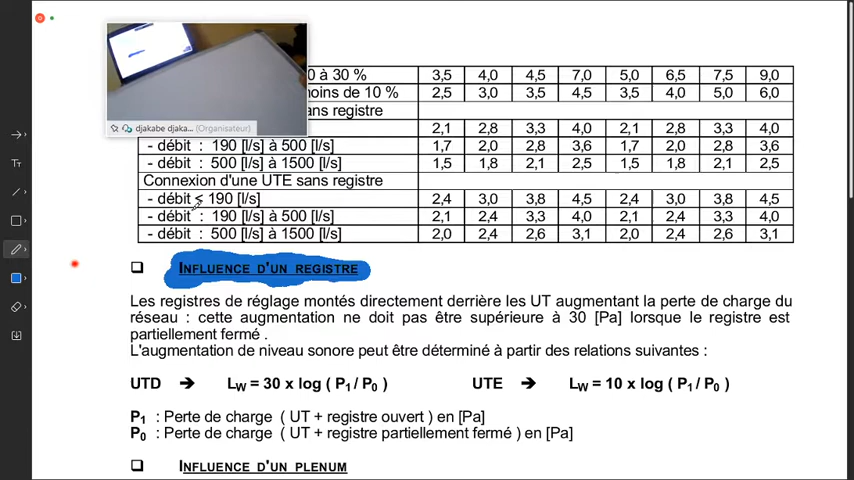 0 à 30 % 3,5 4,0 4,5 7,0 5,0 6,5 7,5 9,0
moins de 10 % 2,5 3,0 3,5 4,5 3,5 4,0 5,0 6,0
ans registre
2,1 2,8 3,3 4,0 2,1 2,8 3,3 4,0
- débit : 190 [l/s] à 500 [l/s] 1,7 2,0 2,8 3,6 1,7 2,0 2,8 3,6
- débit : 500 [l/s] à 1500 [l/s] 1,5 1,8 2,1 2,5 1,5 1,8 2,1 2,5
Connexion d'une UTE sans registre
- débit < 190 [l/s] 2,4 3,0 3,8 4,5 2,4 3,0 3,8 4,5
- débit : 190 [l/s] à 500 [l/s] 2,1 2,4 3,3 4,0 2,1 2,4 3,3 4,0
- débit : 500 [l/s] à 1500 [l/s] 2,0 2,4 2,6 3,1 2,0 2,4 2,6 3,1
djakabe djaka... (Organisateur)
INFLUENCE D'UN REGISTRE
Les registres de réglage montés directement derrière les UT augmentant la perte de charge du
réseau : cette augmentation ne doit pas être supérieure à 30 [Pa] lorsque le registre est
partiellement fermé .
L'augmentation de niveau sonore peut être déterminé à partir des relations suivantes :
UTD ➔ LW = 30 x log ( P1 / P0 ) UTE ➔ LW = 10 x log ( P1 / P0 )
P1 : Perte de charge ( UT + registre ouvert ) en [Pa]
P0 : Perte de charge ( UT + registre partiellement fermé ) en [Pa]
INFLUENCE D'UN PLENUM